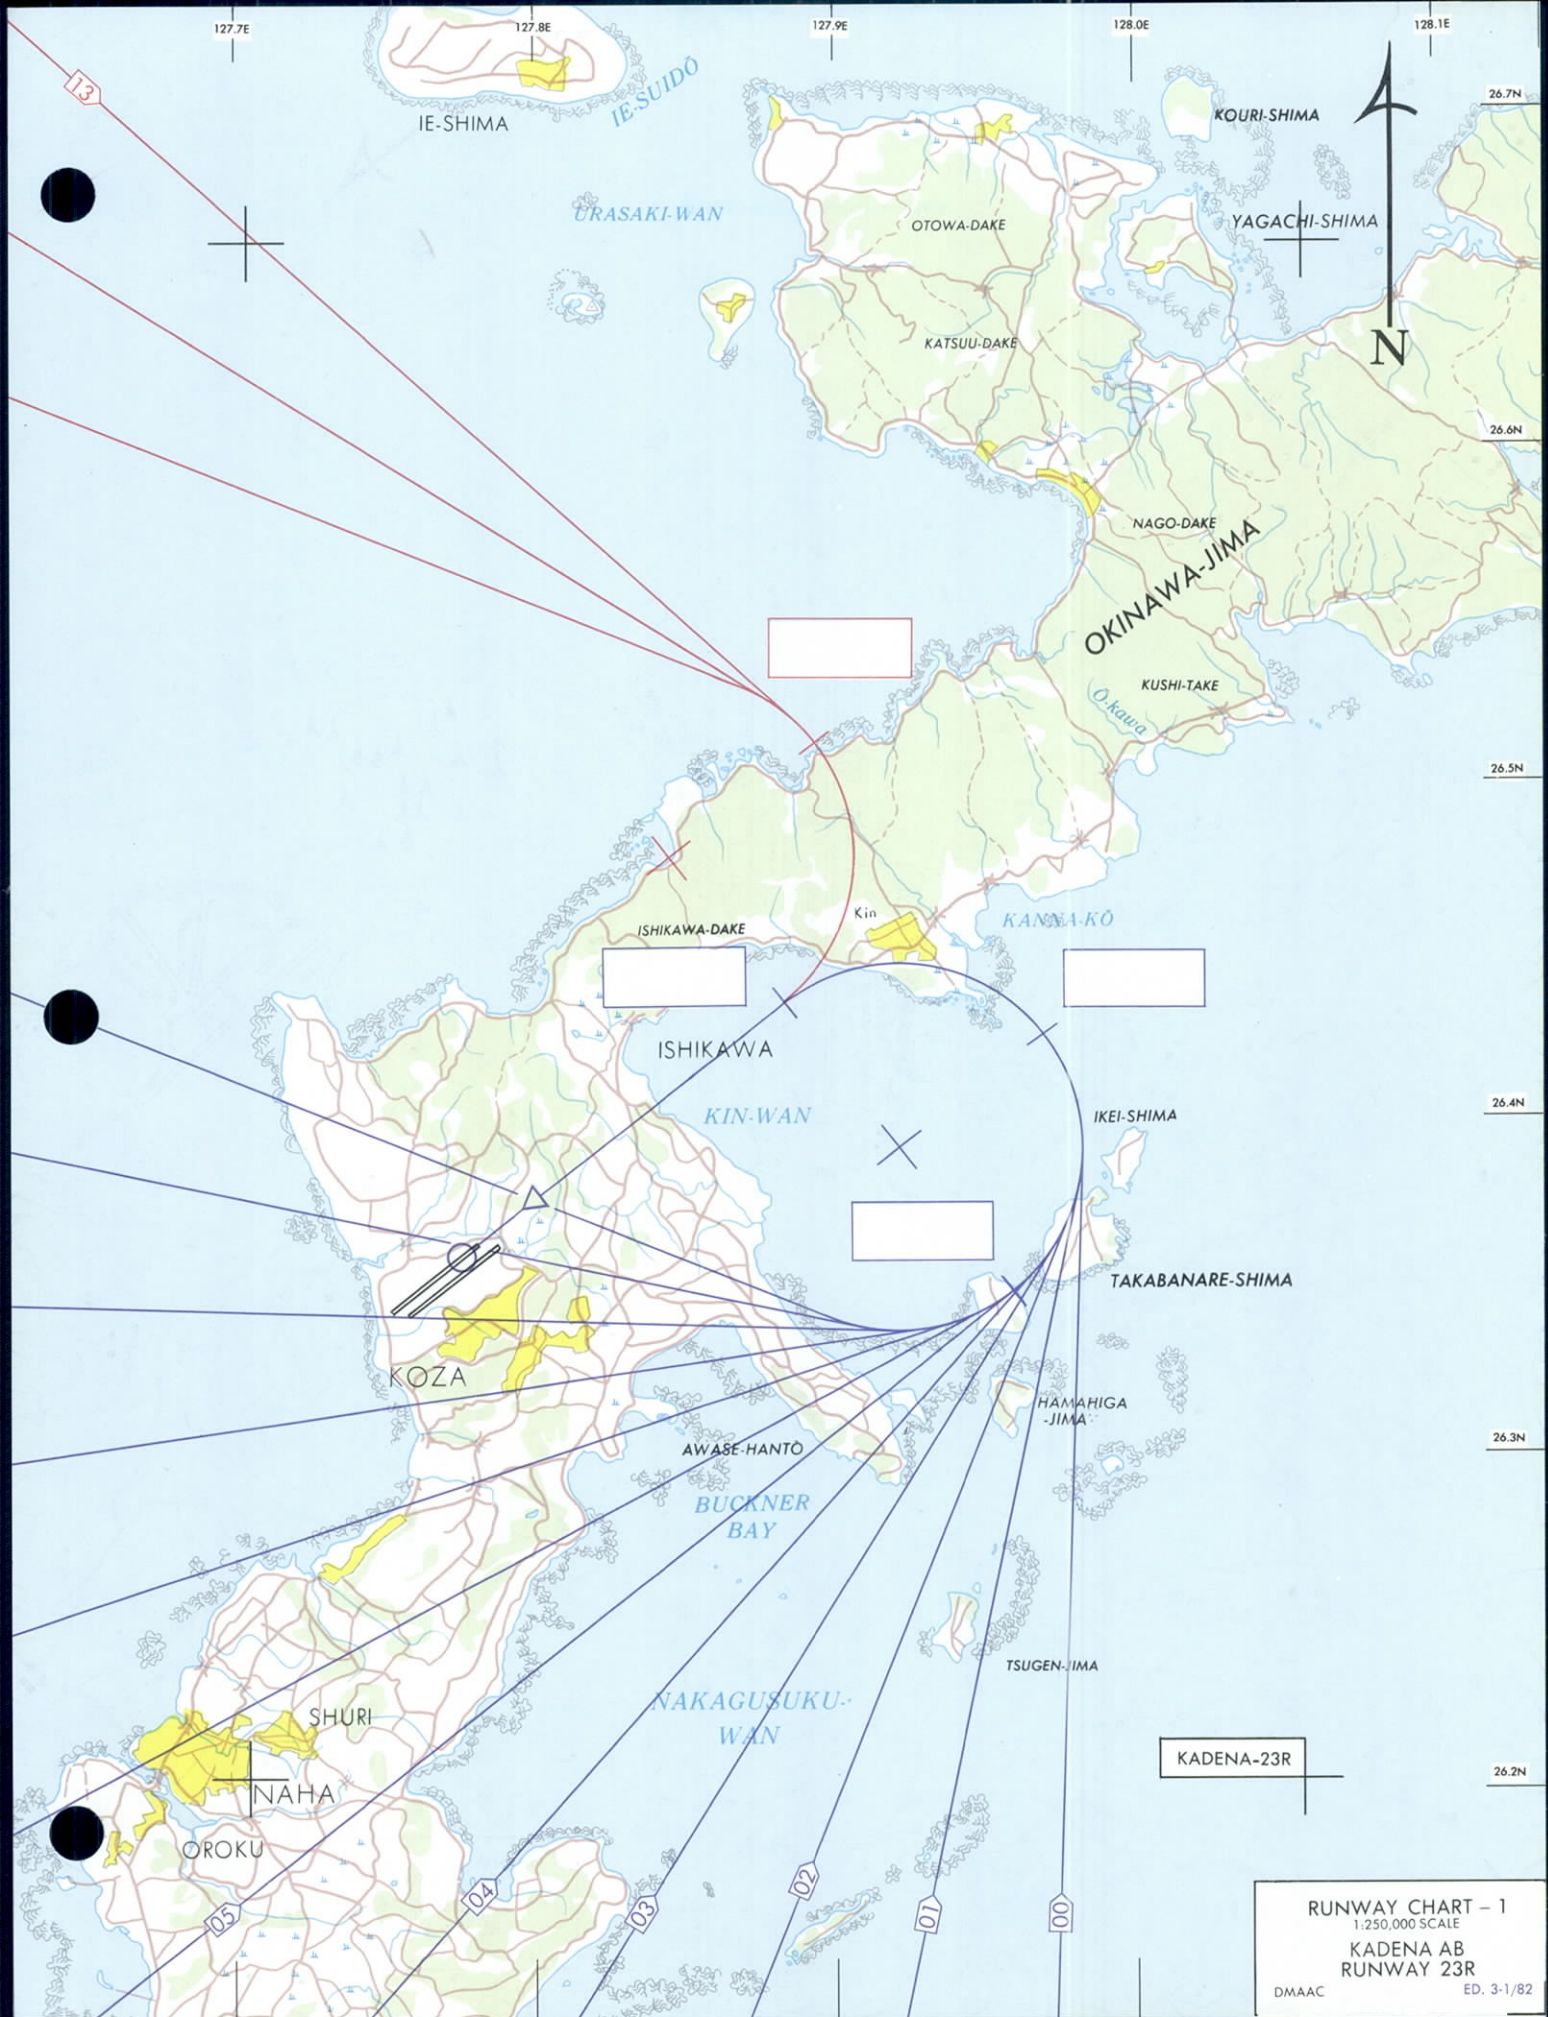 127.7E
127.8E
127.9E
128.0E
128.1E
13
IE-SHIMA
IE-SUIDŌ
KOURI-SHIMA
26.7N
URASAKI-WAN
OTOWA-DAKE
YAGACHI-SHIMA
KATSUU-DAKE
N
26.6N
NAGO-DAKE
OKINAWA-JIMA
KUSHI-TAKE
Ō-kawa
26.5N
Kin
KANNA-KŌ
ISHIKAWA-DAKE
ISHIKAWA
KIN-WAN
IKEI-SHIMA
26.4N
TAKABANARE-SHIMA
KOZA
HAMAHIGA
-JIMA
AWASE-HANTŌ
26.3N
BUCKNER
BAY
TSUGEN-JIMA
NAKAGUSUKU-
WAN
SHURI
KADENA-23R
26.2N
NAHA
OROKU
05
04
03
02
01
00
RUNWAY CHART – 1
1:250,000 SCALE
KADENA AB
RUNWAY 23R
DMAAC
ED. 3-1/82